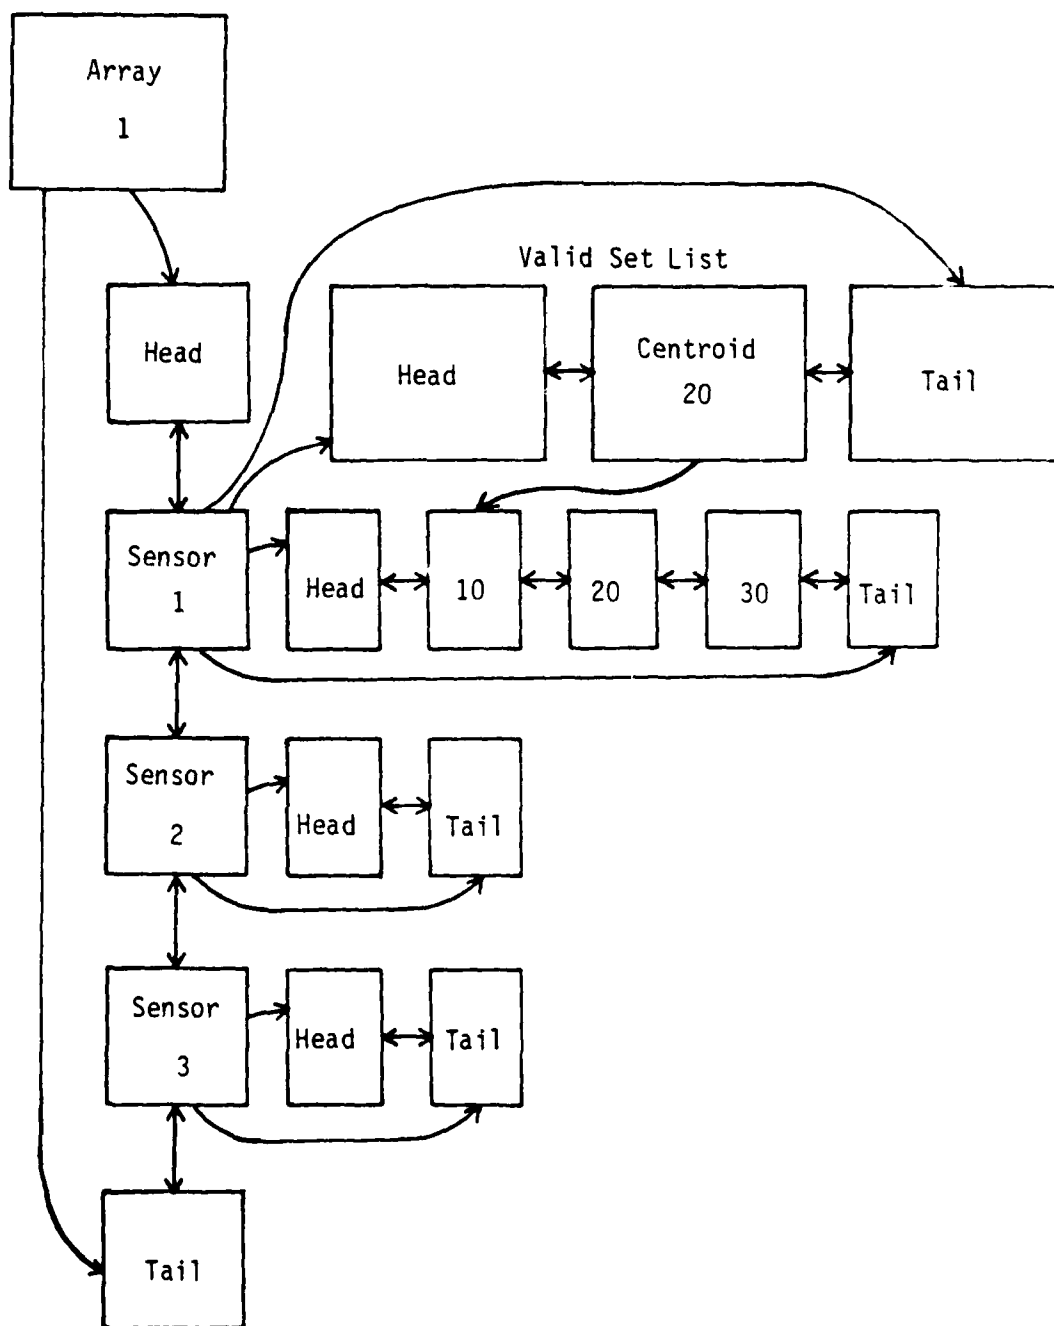 Array
1
Valid Set List
Head
Head
Centroid
20
Tail
Sensor
1
Head
10
20
30
Tail
Sensor
2
Head
Tail
Sensor
3
Head
Tail
Tail